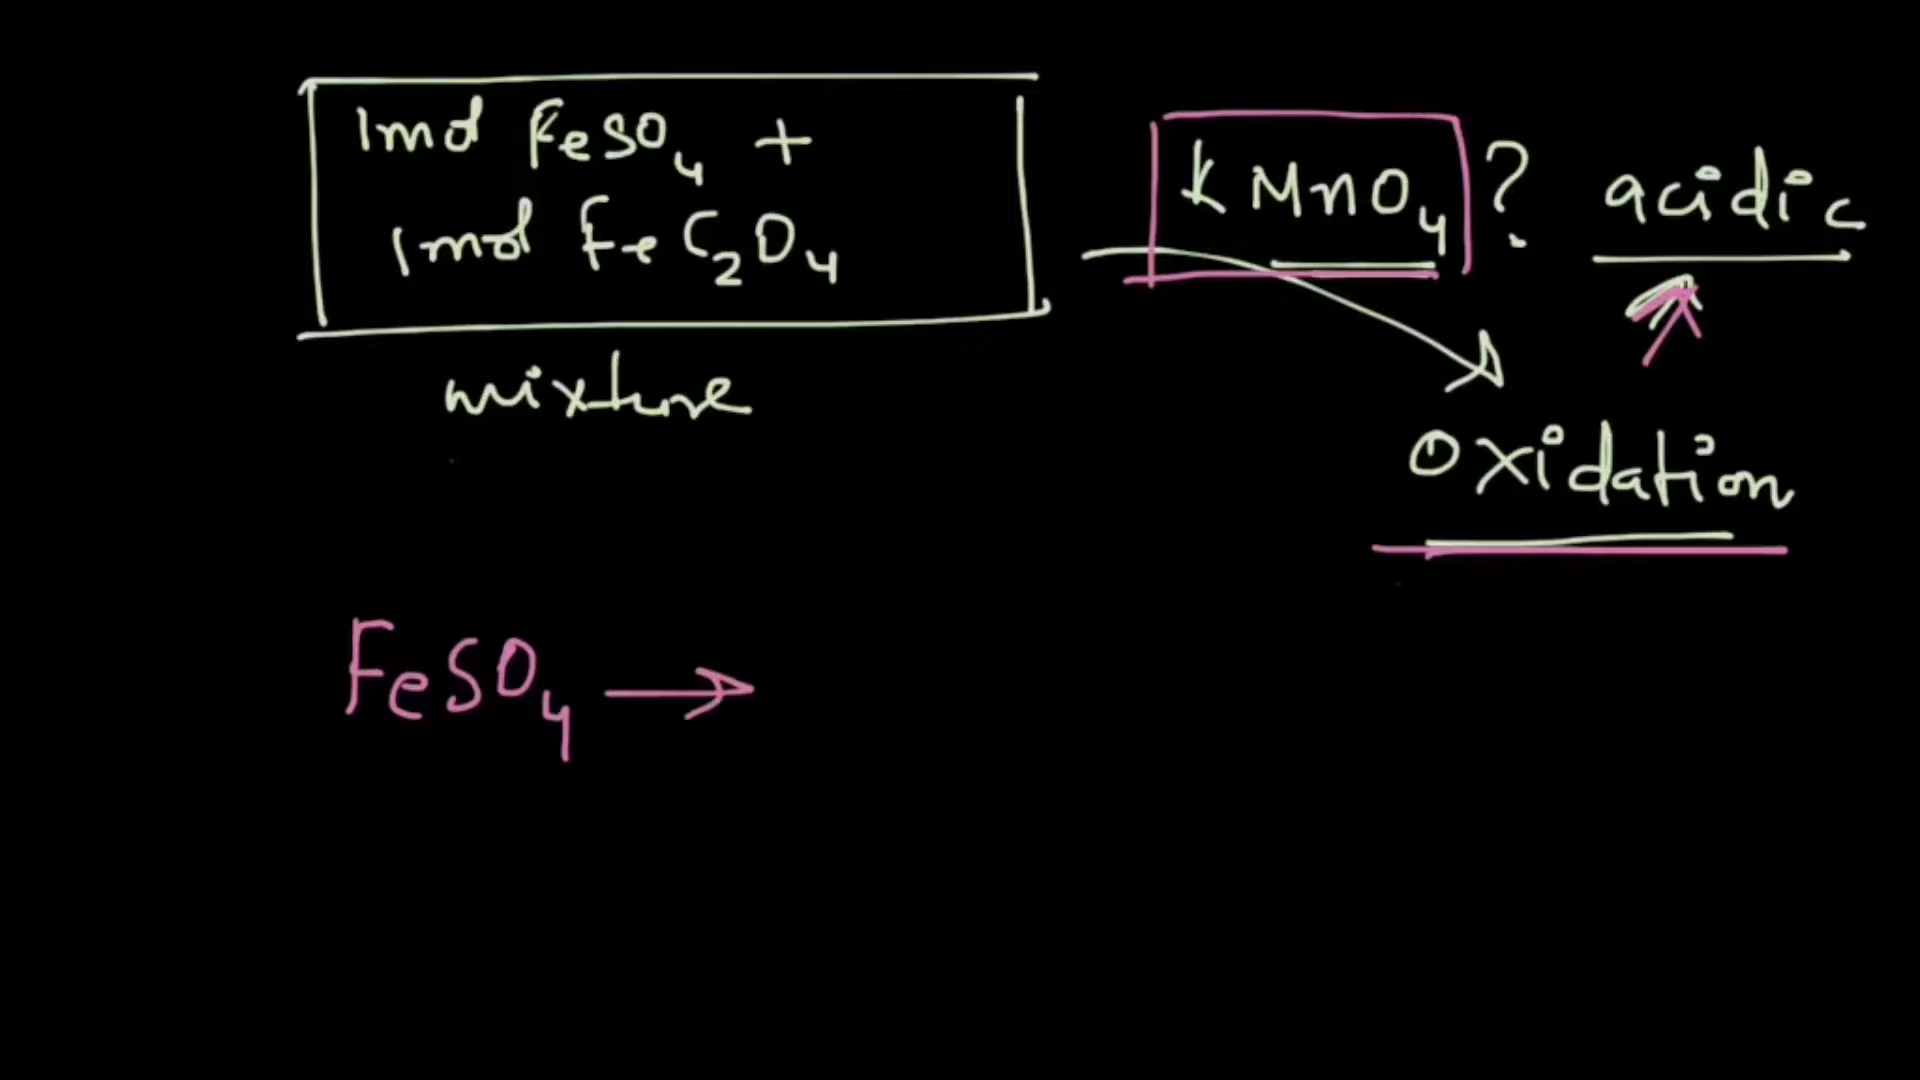 1mol FeSO₄ +
1mol FeC₂O₄
mixture
KMnO₄ ? acidic
oxidation
FeSO₄ →